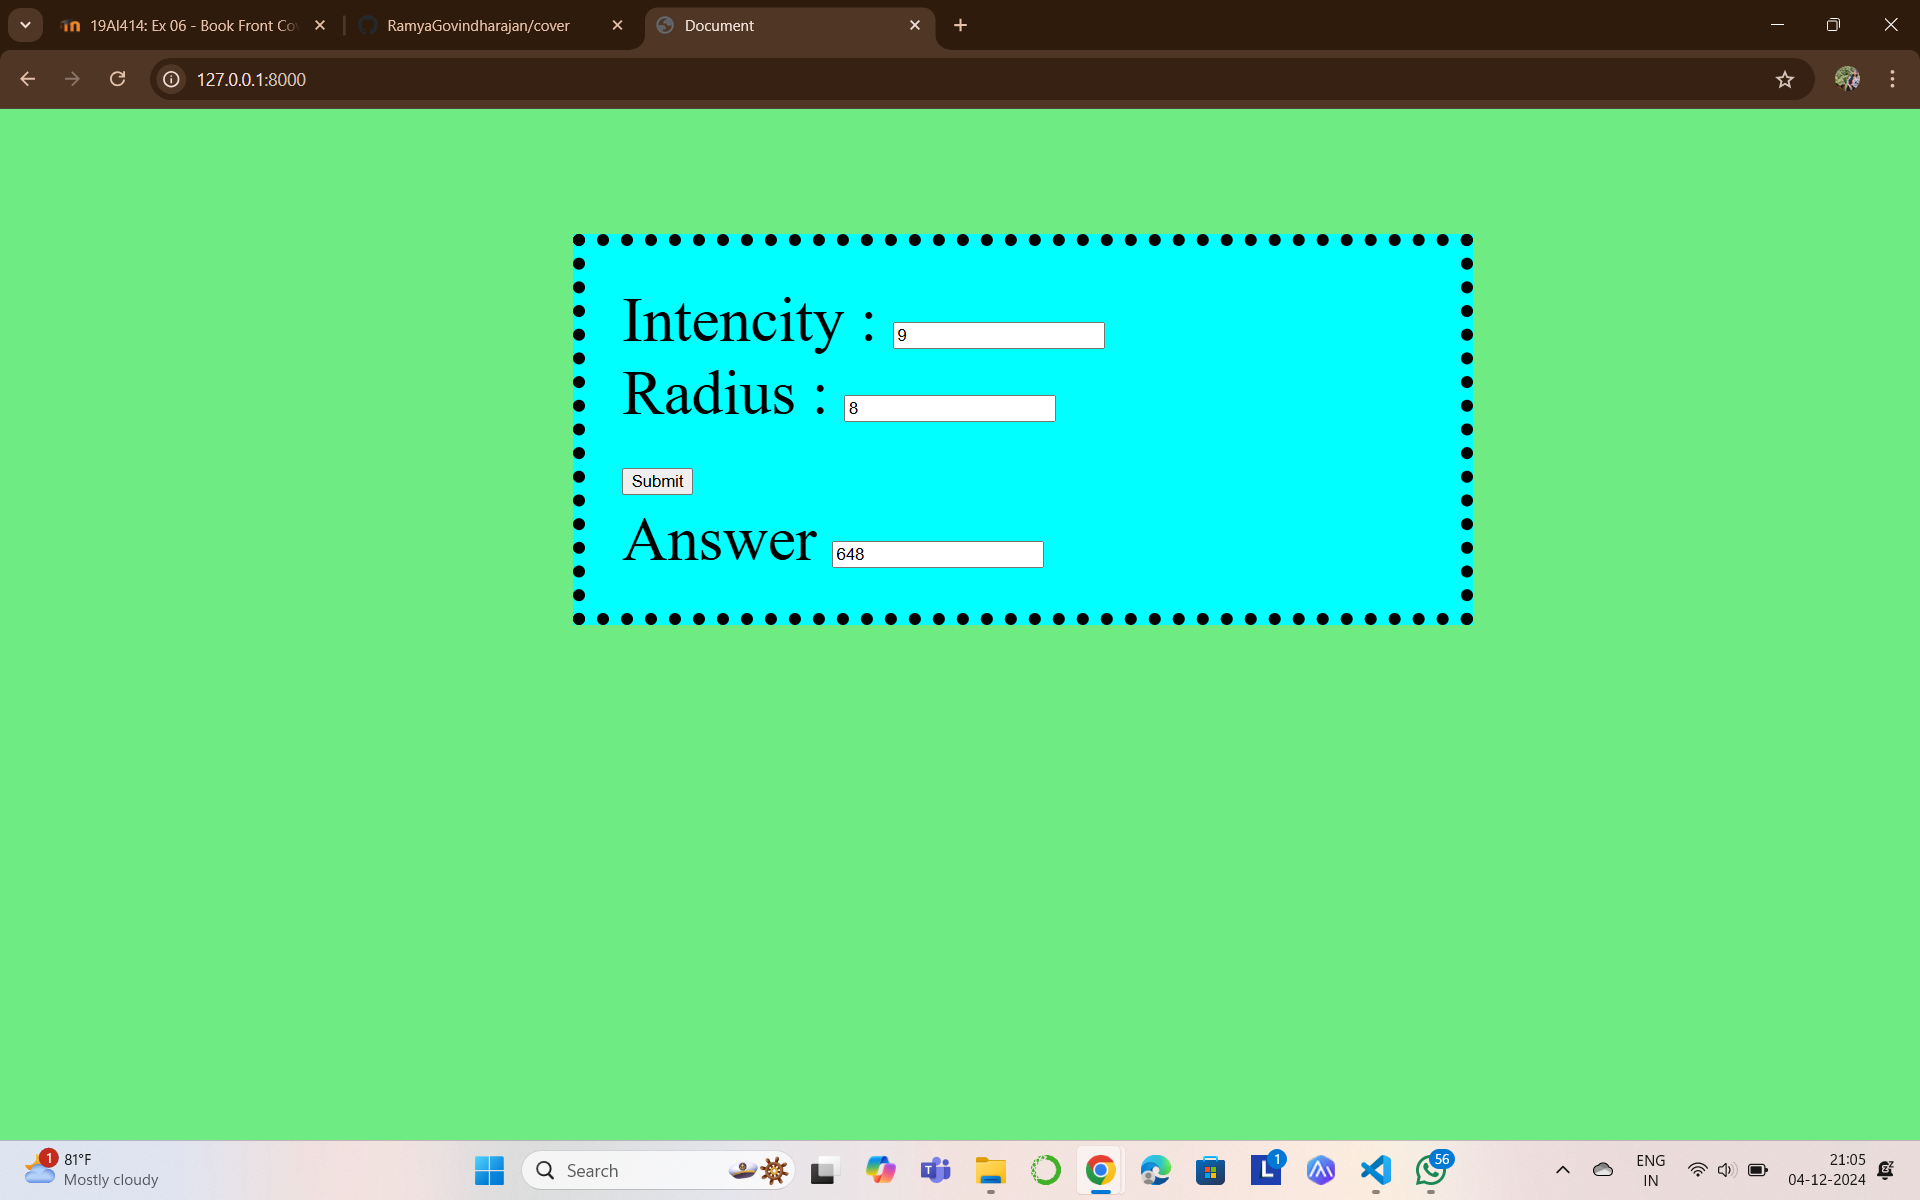 19AI414: Ex 06 - Book Front Co
RamyaGovindharajan/cover
Document
127.0.0.1:8000
Intencity : 9
Radius : 8
Submit
Answer 648
1
81°F
Mostly cloudy
Search
1
56
ENG
IN
21:05
04-12-2024